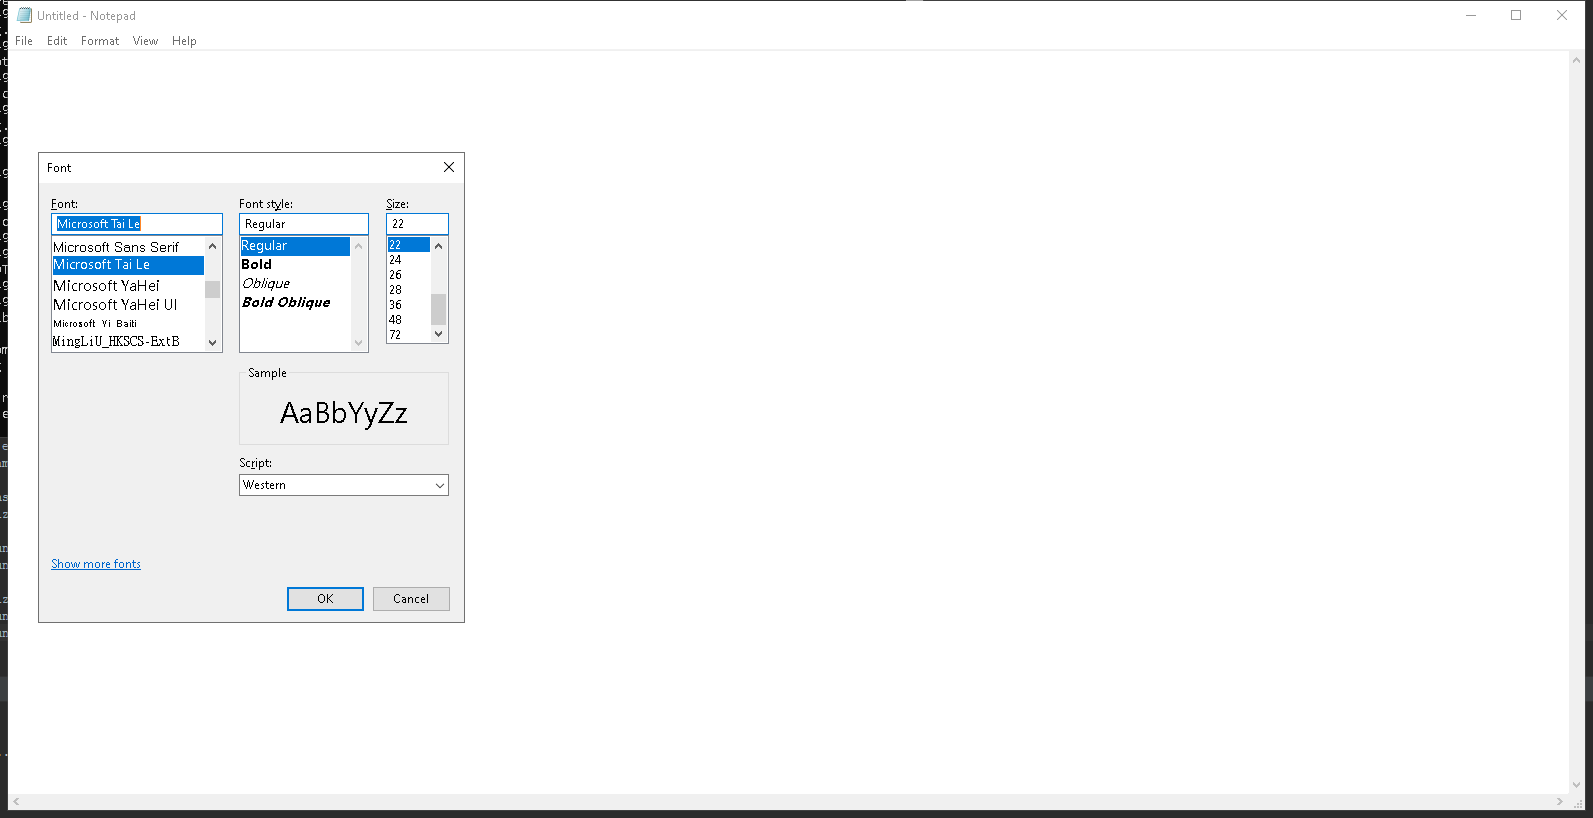 Untitled - Notepad
File Edit Format View Help
Font
Font: Font style: Size:
Microsoft Tai Le Regular 22
Microsoft Sans Serif
Microsoft Tai Le
Microsoft YaHei
Microsoft YaHei UI
Microsoft Yi Baiti
MingLiU_HKSCS-ExtB
Regular
Bold
Oblique
Bold Oblique
22
24
26
28
36
48
72
Sample
AaBbYyZz
Script:
Western
Show more fonts
OK Cancel